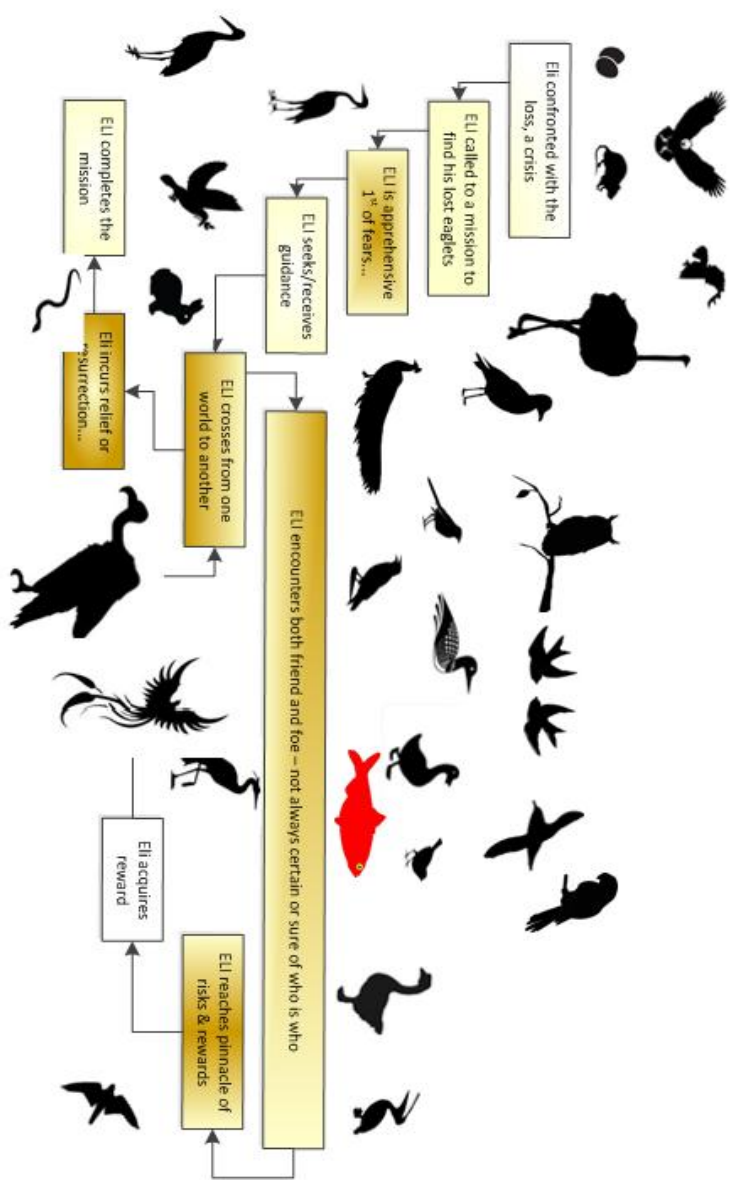 Eli confronted with the
loss, a crisis
ELI called to a mission to
find his lost eaglets
ELI is apprehensive
1st of fears...
ELI seeks/receives
guidance
ELI crosses from one
world to another
ELI encounters both friend and foe – not always certain or sure of who is who
ELI reaches pinnacle of
risks & rewards
Eli acquires
reward
Eli incurs relief or
resurrection...
ELI completes the
mission